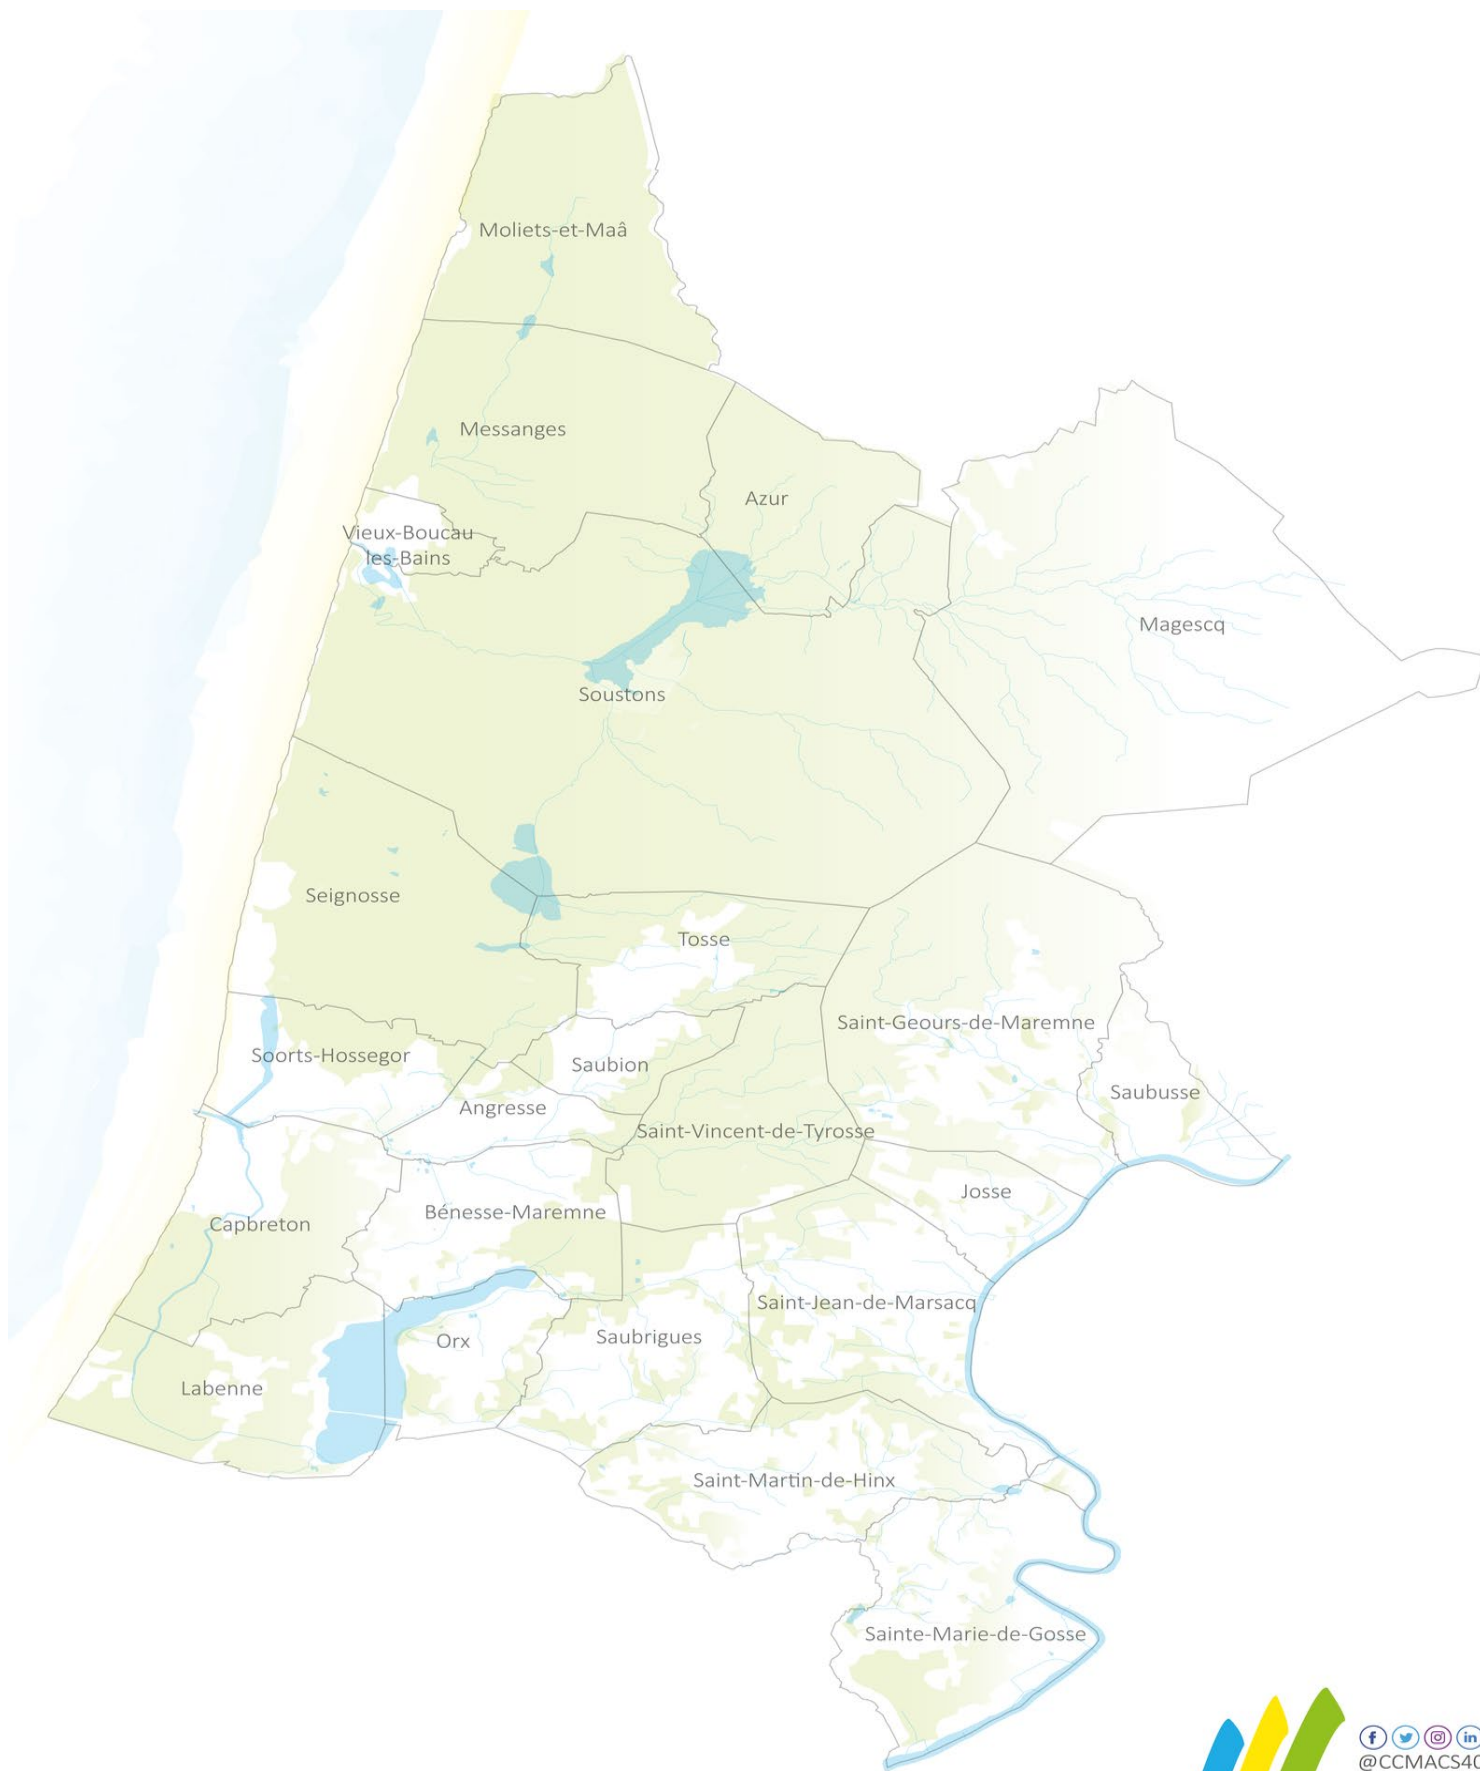 Moliets-et-Maâ
Messanges
Azur
Vieux-Boucau
les-Bains
Magescq
Soustons
Seignosse
Tosse
Saint-Geours-de-Maremne
Soorts-Hossegor
Saubion
Saubusse
Angresse
Saint-Vincent-de-Tyrosse
Josse
Bénesse-Maremne
Capbreton
Saint-Jean-de-Marsacq
Saubrigues
Orx
Labenne
Saint-Martin-de-Hinx
Sainte-Marie-de-Gosse
f in
@CCMACS40